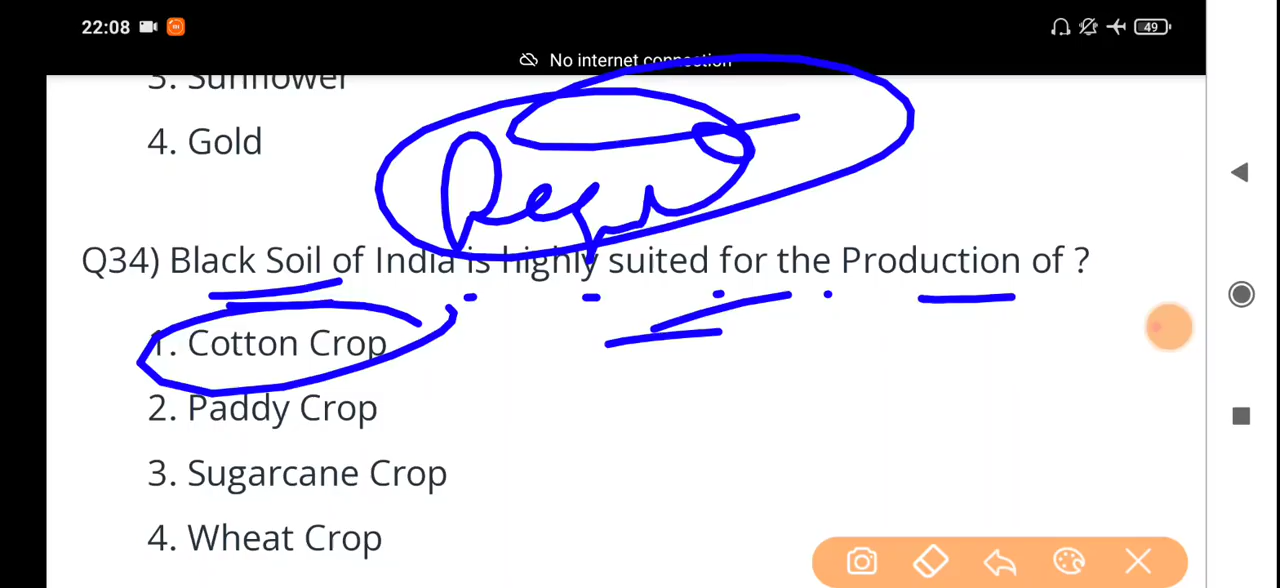 22:08
49
No internet connection
3. Sunflower
4. Gold
Regur
Q34) Black Soil of India is highly suited for the Production of ?
1. Cotton Crop
2. Paddy Crop
3. Sugarcane Crop
4. Wheat Crop